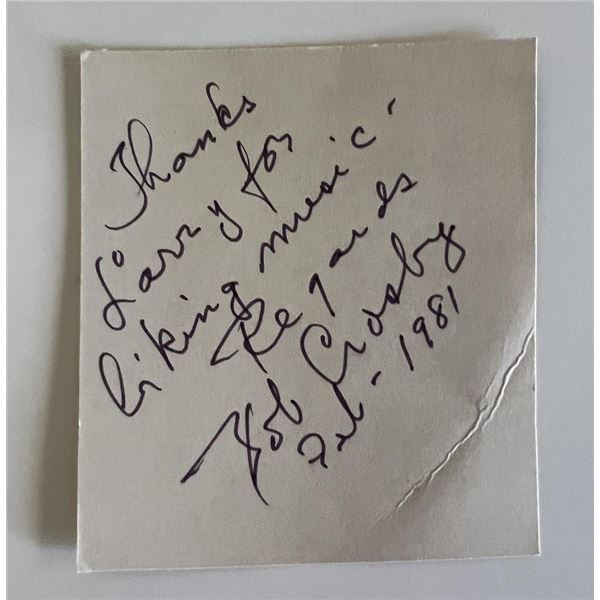 Thanks
Larry for
liking music'
Regards
Bob Crosby
Feb - 1981